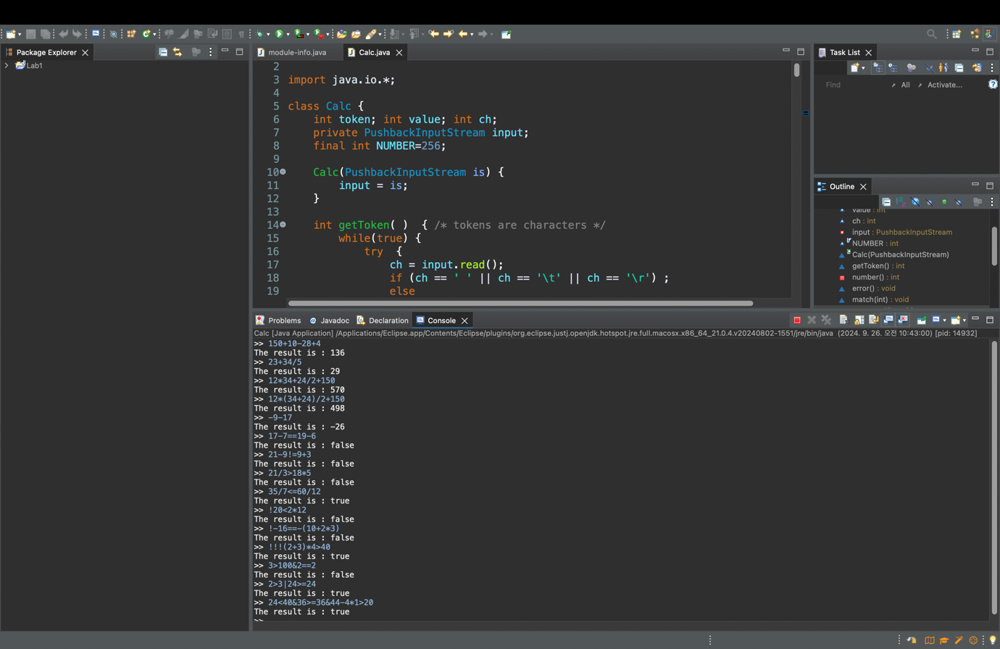 Package Explorer
Lab1
module-info.java
Calc.java
2
3 import java.io.*;
4
5 class Calc {
6 int token; int value; int ch;
7 private PushbackInputStream input;
8 final int NUMBER=256;
9
10 Calc(PushbackInputStream is) {
11 input = is;
12 }
13
14 int getToken( ) { /* tokens are characters */
15 while(true) {
16 try {
17 ch = input.read();
18 if (ch == ' ' || ch == '\t' || ch == '\r') ;
19 else
Task List
Find
All
Activate...
Outline
value : int
ch : int
input : PushbackInputStream
NUMBER : int
Calc(PushbackInputStream)
getToken() : int
number() : int
error() : void
match(int) : void
Problems
Javadoc
Declaration
Console
Calc [Java Application] /Applications/Eclipse.app/Contents/Eclipse/plugins/org.eclipse.justj.openjdk.hotspot.jre.full.macosx.x86_64_21.0.4.v20240802-1551/jre/bin/java (2024. 9. 26. 오전 10:43:00) [pid: 14932]
>> 150+10-28+4
The result is : 136
>> 23+34/5
The result is : 29
>> 12*34+24/2+150
The result is : 570
>> 12*(34+24)/2+150
The result is : 498
>> -9-17
The result is : -26
>> 17-7==19-6
The result is : false
>> 21-9!=9+3
The result is : false
>> 21/3>18*5
The result is : false
>> 35/7<=60/12
The result is : true
>> !20<2*12
The result is : false
>> !-16==-(10+2*3)
The result is : false
>> !!!(2+3)*4>40
The result is : true
>> 3>100&2==2
The result is : false
>> 2>3|24>=24
The result is : true
>> 24<40&36>=36&44-4*1>20
The result is : true
>>